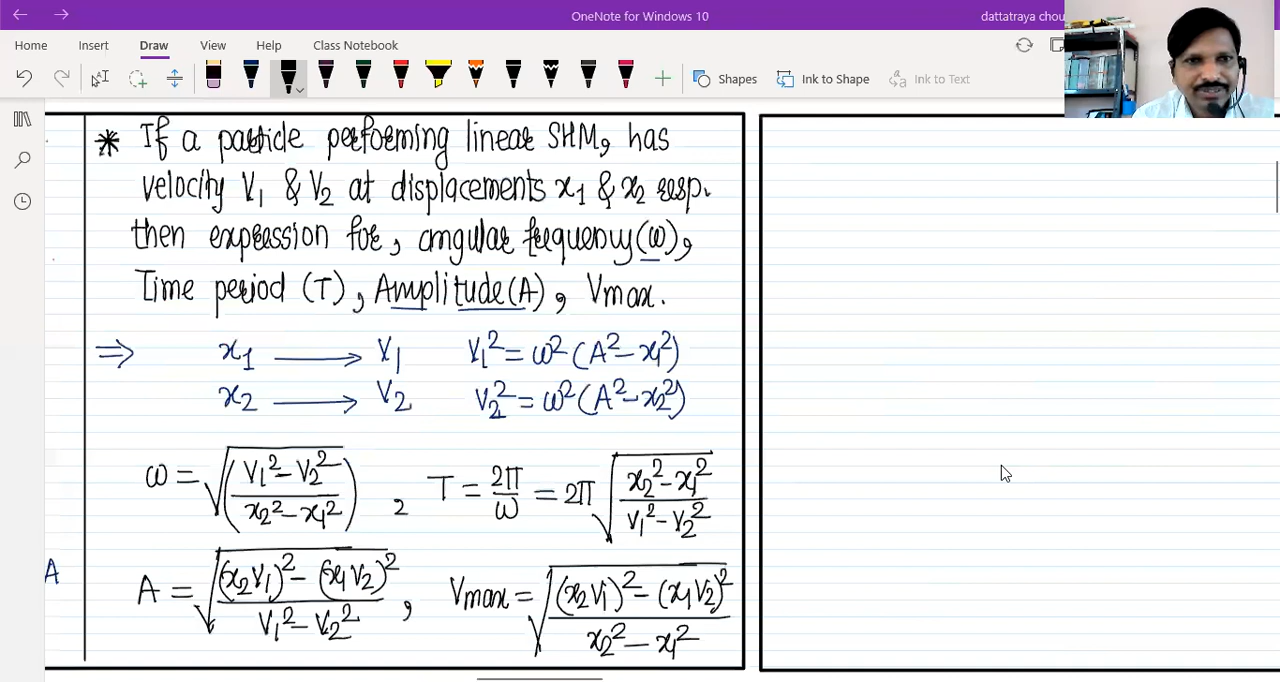 OneNote for Windows 10
dattatraya chou
Home Insert Draw View Help Class Notebook
Shapes Ink to Shape Ink to Text
* If a particle performing linear SHM, has
velocity V₁ & V₂ at displacements x₁ & x₂ resp.
then expression for, angular frequency(ω),
Time period (T), Amplitude(A), Vmax.
⇒ x₁ → V₁ V₁² = ω² (A² - x₁²)
x₂ → V₂ V₂² = ω² (A² - x₂²)
ω = √((V₁² - V₂²)/(x₂² - x₁²)), T = 2π/ω = 2π √((x₂² - x₁²)/(V₁² - V₂²))
A
A = √(((x₂V₁)² - (x₁V₂)²)/(V₁² - V₂²)), Vmax = √(((x₂V₁)² - (x₁V₂)²)/(x₂² - x₁²))